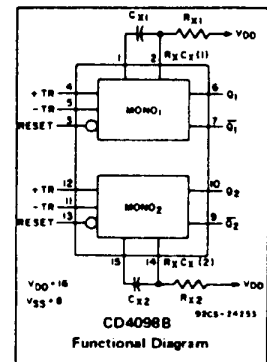 CX1 RX1 VDD
1 2 RXCX(1)
+TR 4 MONO1 6 Q1
-TR 5
RESET 3 7 Q1
+TR 12 MONO2 10 Q2
-TR 11
RESET 13 9 Q2
15 14 RXCX(2)
VDD = 16 CX2 RX2 VDD
VSS = 8
92CS-24255
CD4098B
Functional Diagram